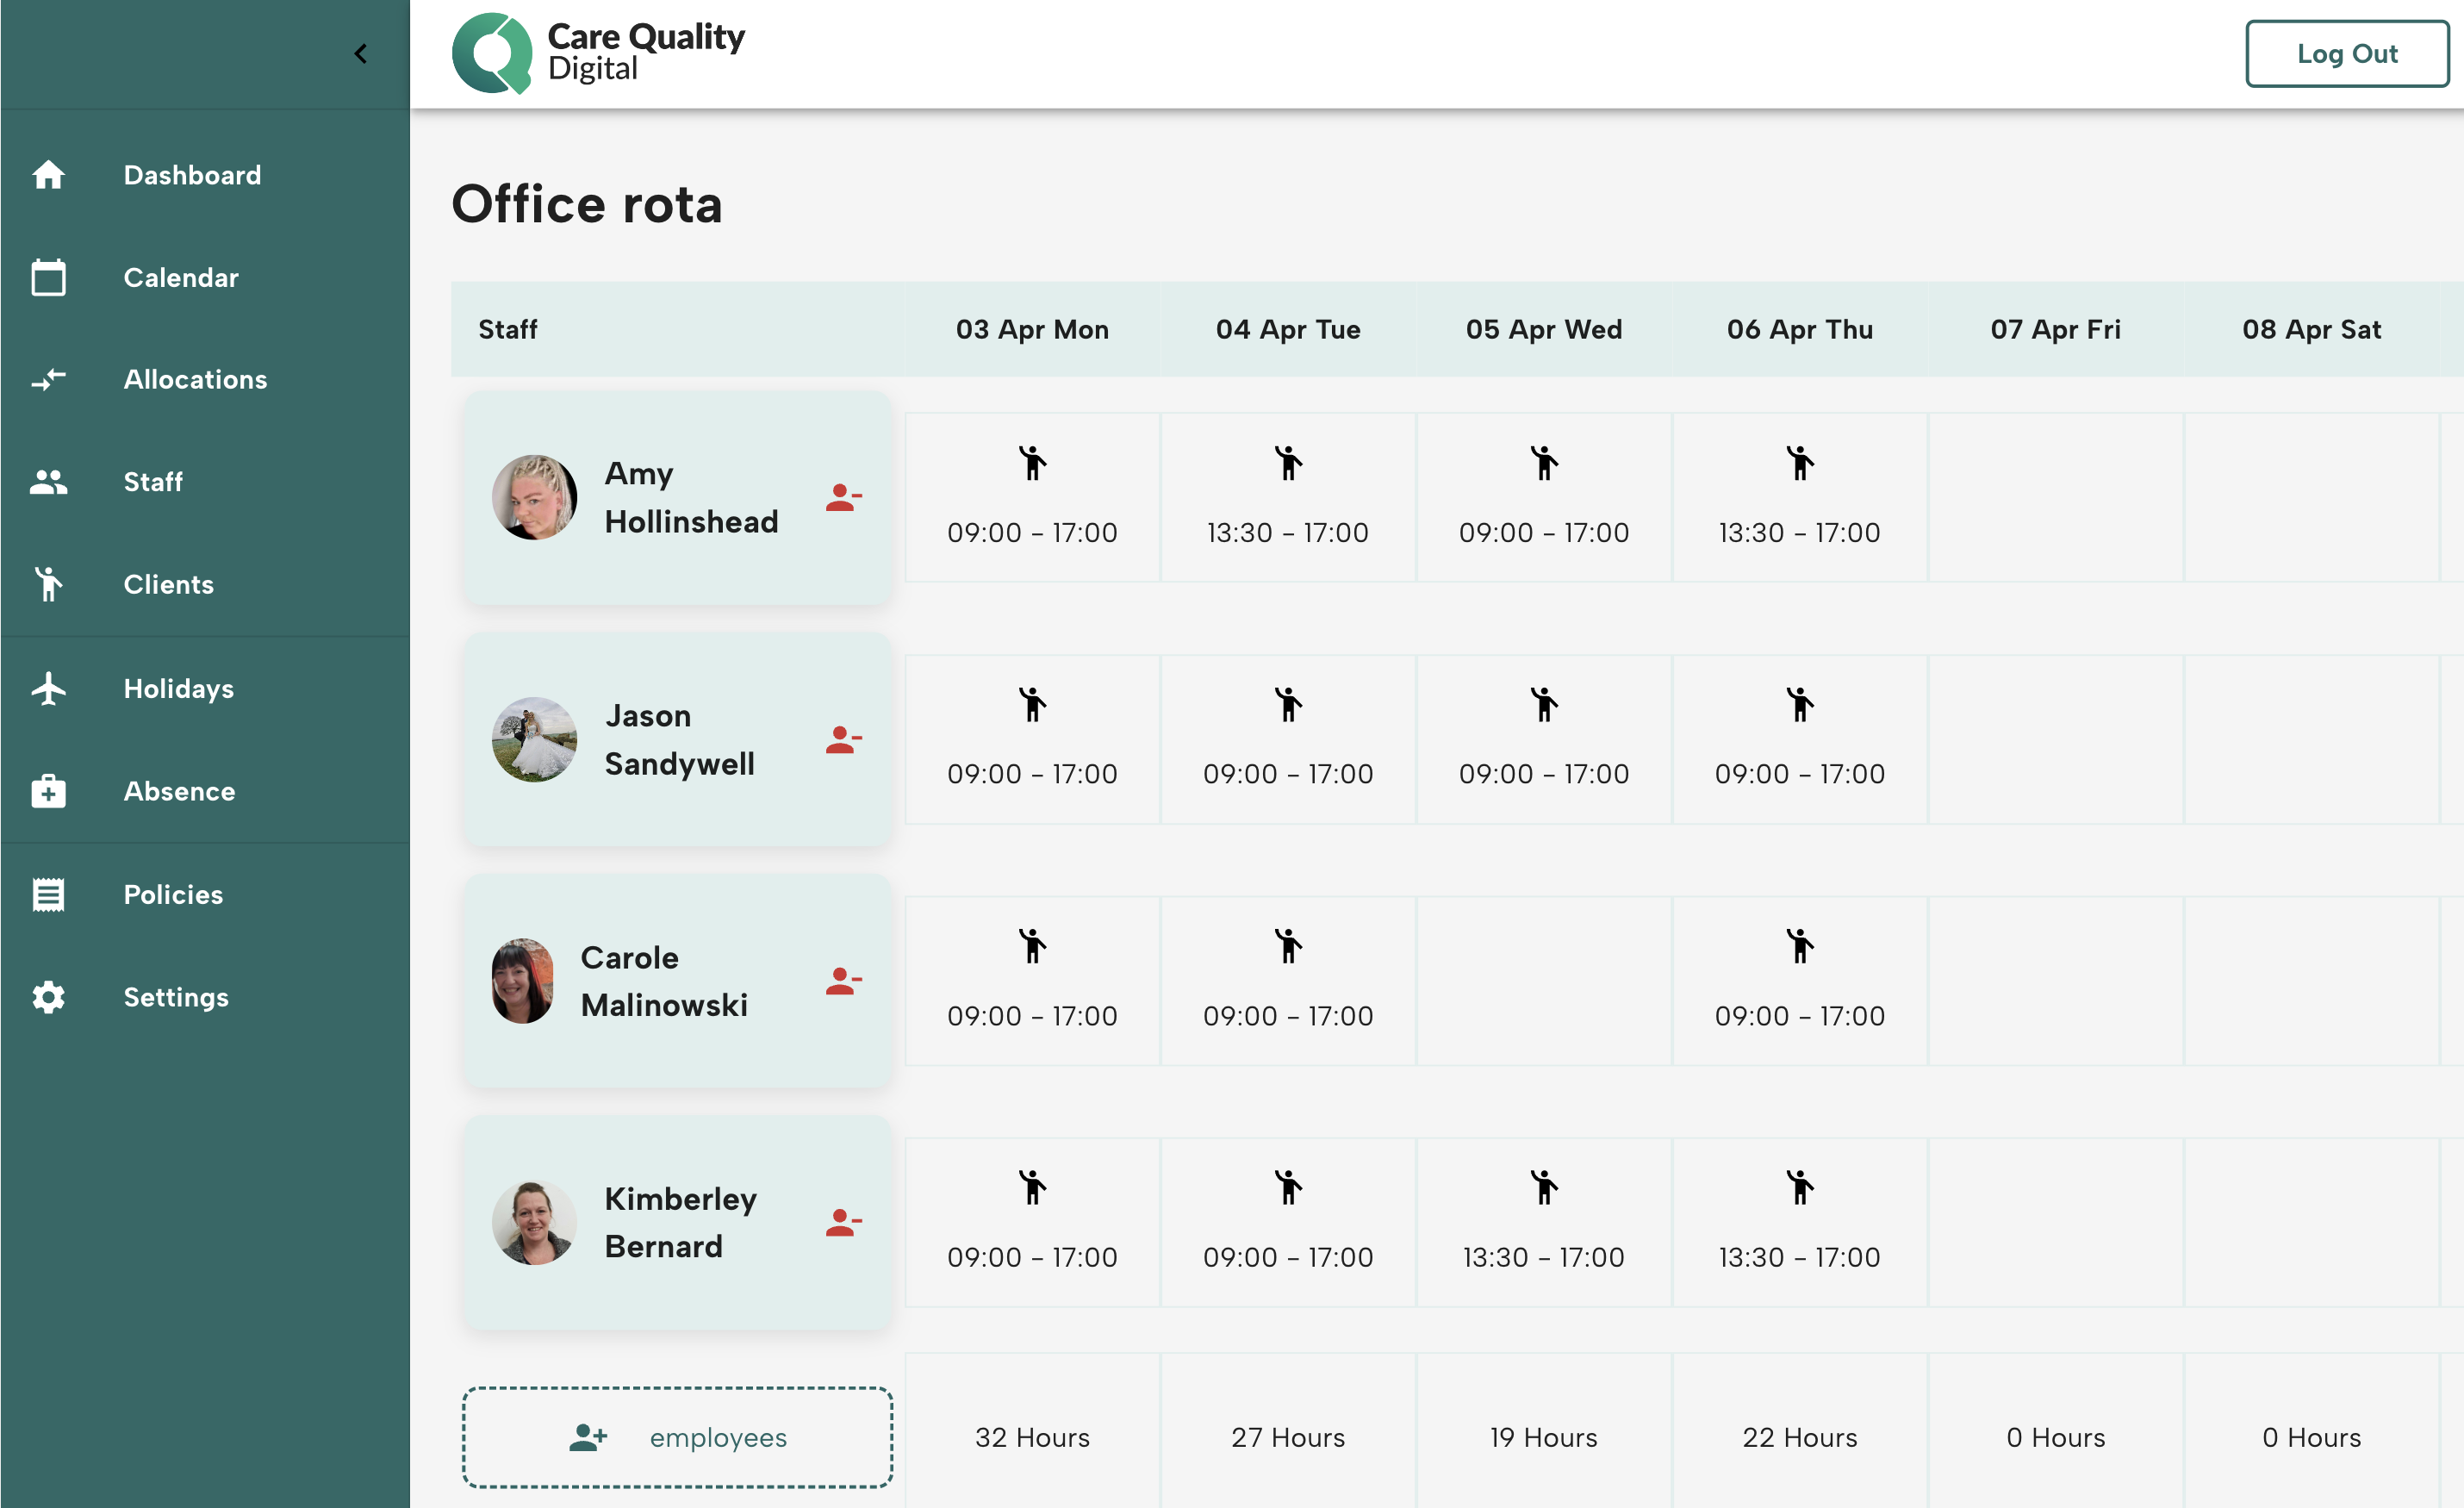 Care Quality
Digital
Log Out
Dashboard
Calendar
Allocations
Staff
Clients
Holidays
Absence
Policies
Settings
Office rota
Staff 03 Apr Mon 04 Apr Tue 05 Apr Wed 06 Apr Thu 07 Apr Fri 08 Apr Sat
Amy
Hollinshead
09:00 - 17:00 13:30 - 17:00 09:00 - 17:00 13:30 - 17:00
Jason
Sandywell
09:00 - 17:00 09:00 - 17:00 09:00 - 17:00 09:00 - 17:00
Carole
Malinowski
09:00 - 17:00 09:00 - 17:00 09:00 - 17:00
Kimberley
Bernard
09:00 - 17:00 09:00 - 17:00 13:30 - 17:00 13:30 - 17:00
employees 32 Hours 27 Hours 19 Hours 22 Hours 0 Hours 0 Hours